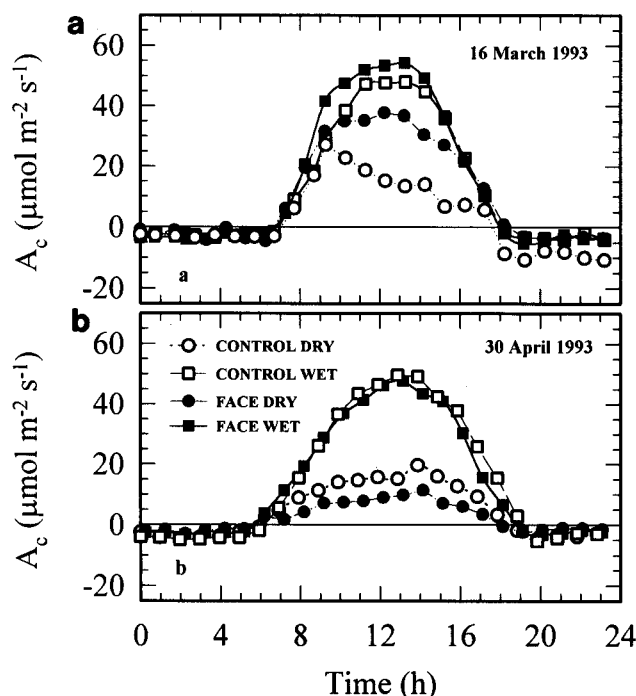 a
60
16 March 1993
40
20
0
-20
A_c (µmol m⁻² s⁻¹)
a
b
60
CONTROL DRY
30 April 1993
CONTROL WET
FACE DRY
FACE WET
40
20
0
-20
A_c (µmol m⁻² s⁻¹)
b
0 4 8 12 16 20 24
Time (h)